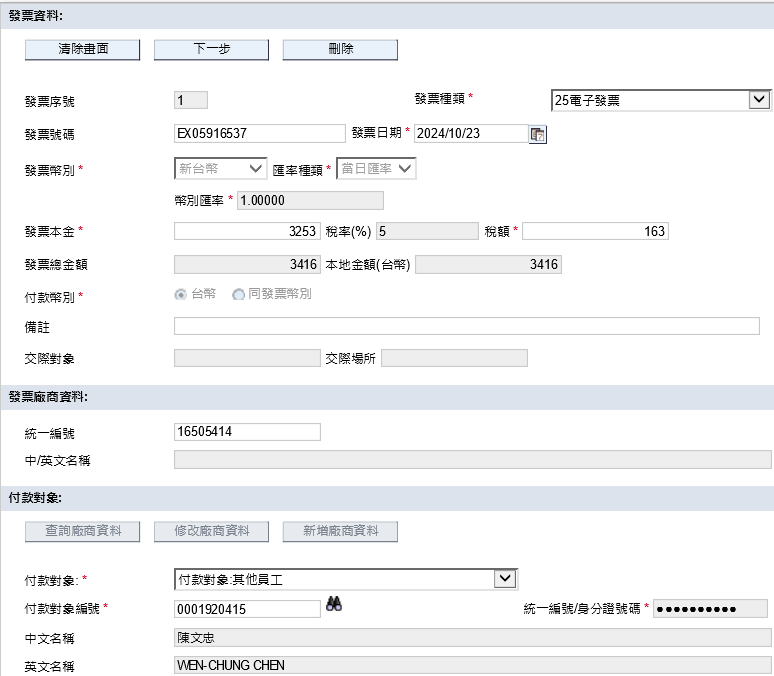 發票資料:
清除畫面 下一步 刪除
發票序號 1 發票種類 * 25電子發票
發票號碼 EX05916537 發票日期 * 2024/10/23
發票幣別 * 新台幣 匯率種類 * 當日匯率
幣別匯率 * 1.00000
發票本金 * 3253 稅率(%) 5 稅額 * 163
發票總金額 3416 本地金額(台幣) 3416
付款幣別 * 台幣 同發票幣別
備註
交際對象 交際場所
發票廠商資料:
統一編號 16505414
中/英文名稱
付款對象:
查詢廠商資料 修改廠商資料 新增廠商資料
付款對象: * 付款對象:其他員工
付款對象編號 * 0001920415 統一編號/身分證號碼 * ●●●●●●●●●●
中文名稱 陳文忠
英文名稱 WEN-CHUNG CHEN